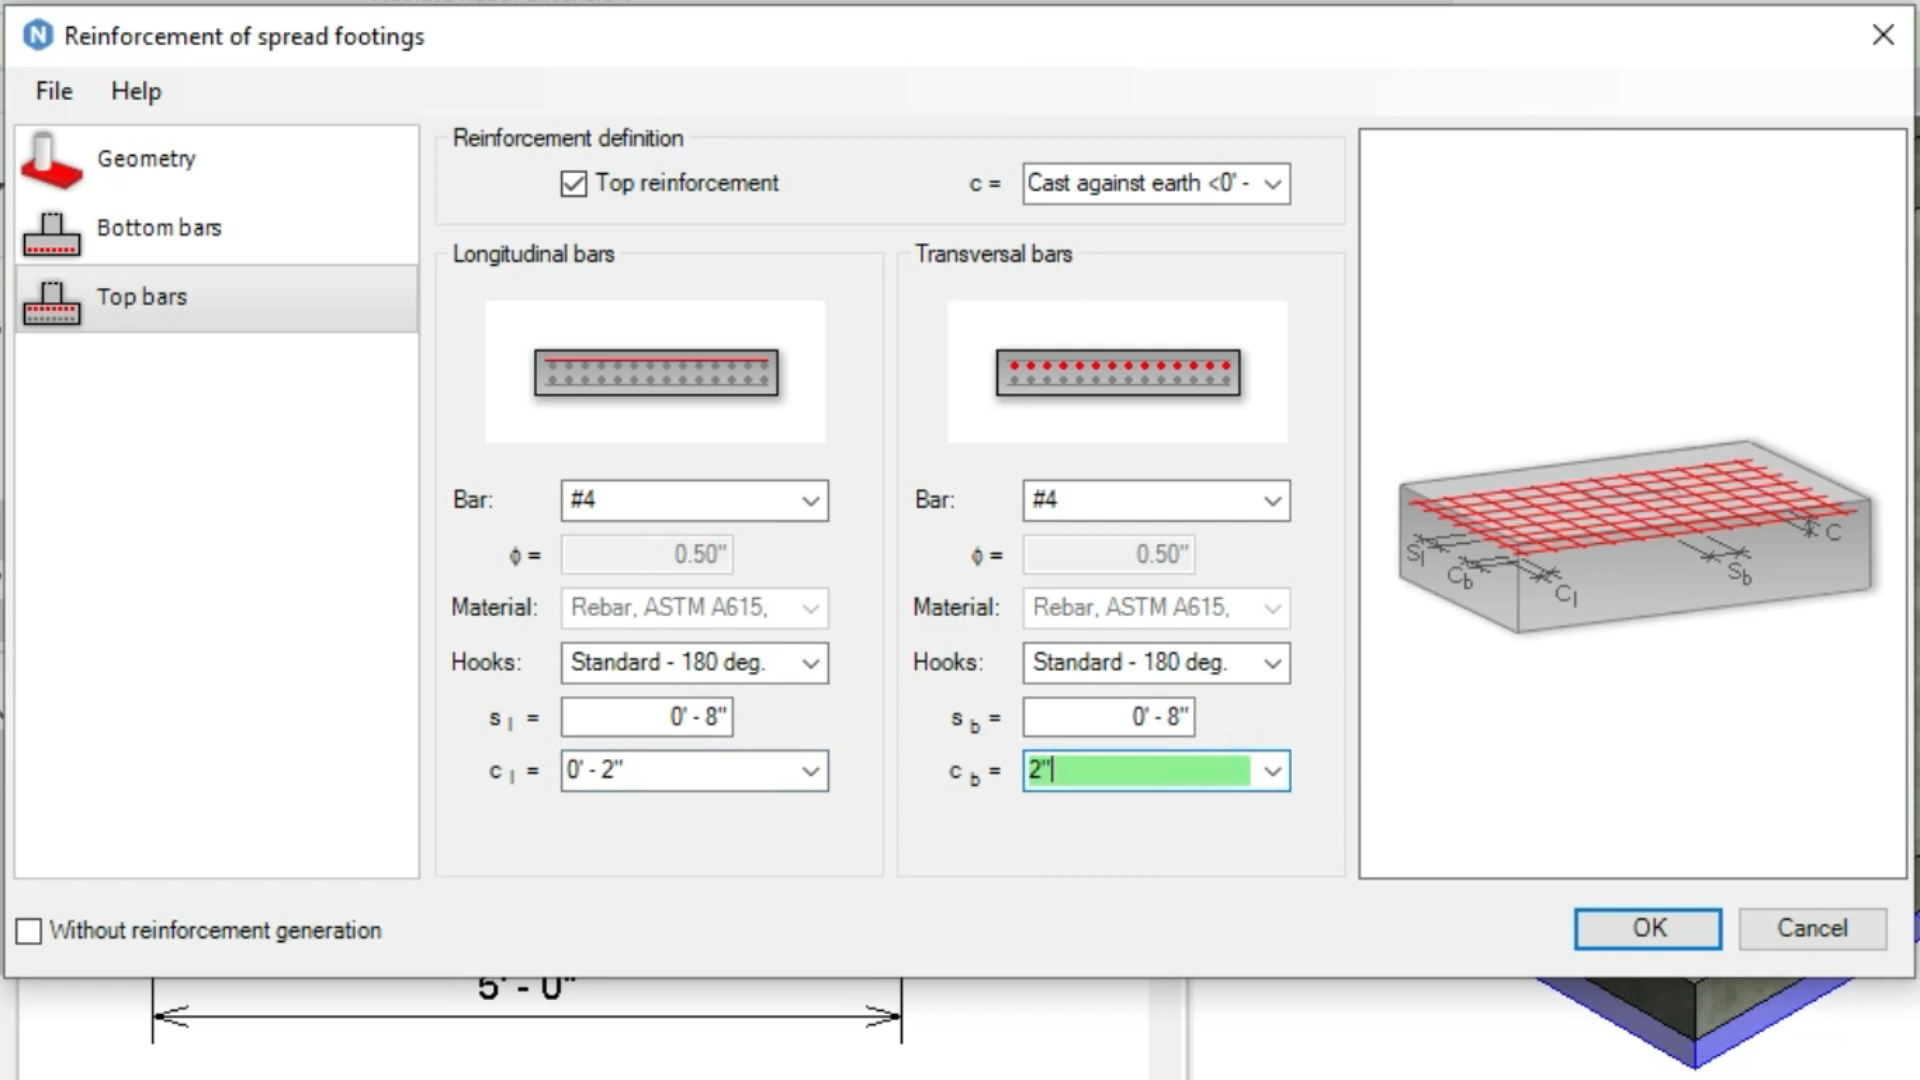 Reinforcement of spread footings
File Help
Geometry
Bottom bars
Top bars
Reinforcement definition
Top reinforcement
c = Cast against earth <0' -
Longitudinal bars
Bar: #4
ϕ = 0.50"
Material: Rebar, ASTM A615,
Hooks: Standard - 180 deg.
s l = 0' - 8"
c l = 0' - 2"
Transversal bars
Bar: #4
ϕ = 0.50"
Material: Rebar, ASTM A615,
Hooks: Standard - 180 deg.
s b = 0' - 8"
c b = 2"
Sl
Cb
Cl
Sb
C
Without reinforcement generation
OK Cancel
5' - 0"